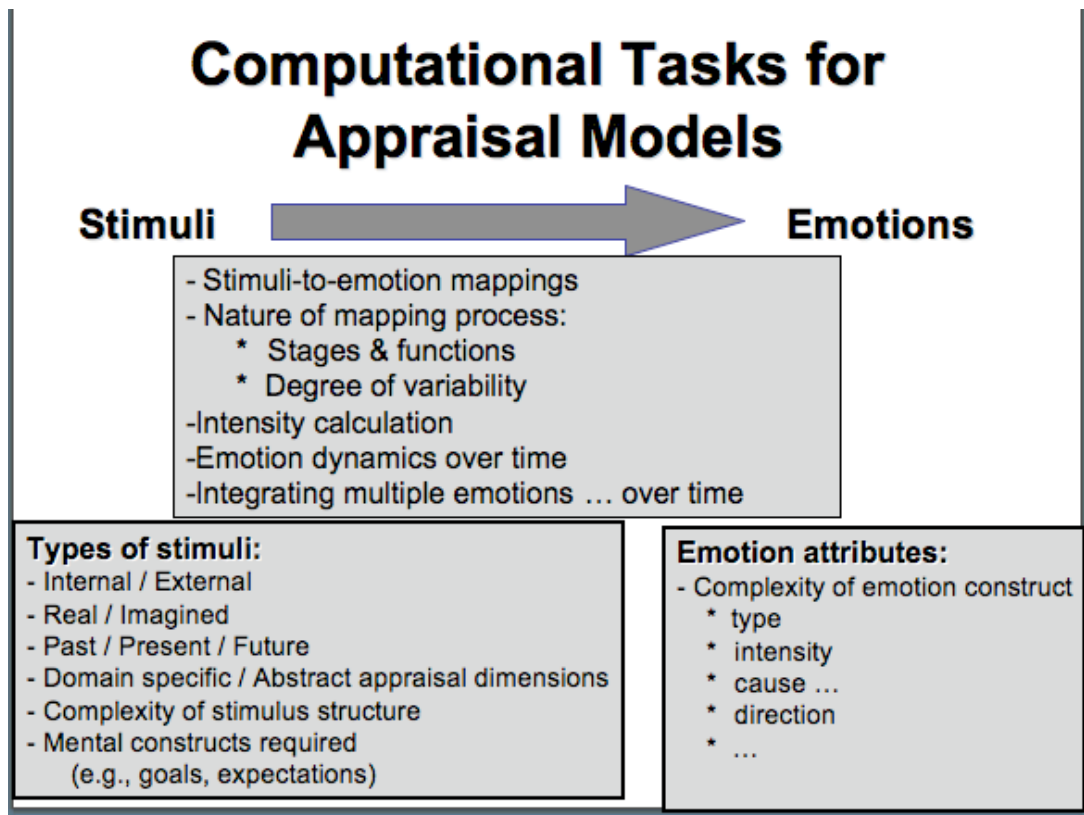 Computational Tasks for
Appraisal Models
Stimuli
Emotions
- Stimuli-to-emotion mappings
- Nature of mapping process:
* Stages & functions
* Degree of variability
-Intensity calculation
-Emotion dynamics over time
-Integrating multiple emotions … over time
Types of stimuli:
- Internal / External
- Real / Imagined
- Past / Present / Future
- Domain specific / Abstract appraisal dimensions
- Complexity of stimulus structure
- Mental constructs required
(e.g., goals, expectations)
Emotion attributes:
- Complexity of emotion construct
* type
* intensity
* cause …
* direction
* …